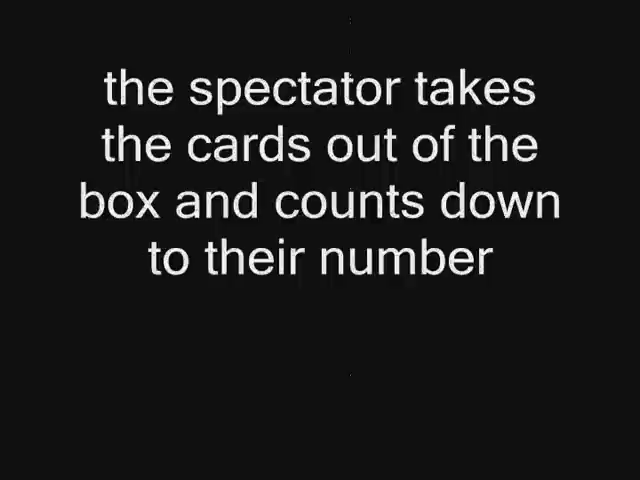 the spectator takes
the cards out of the
box and counts down
to their number